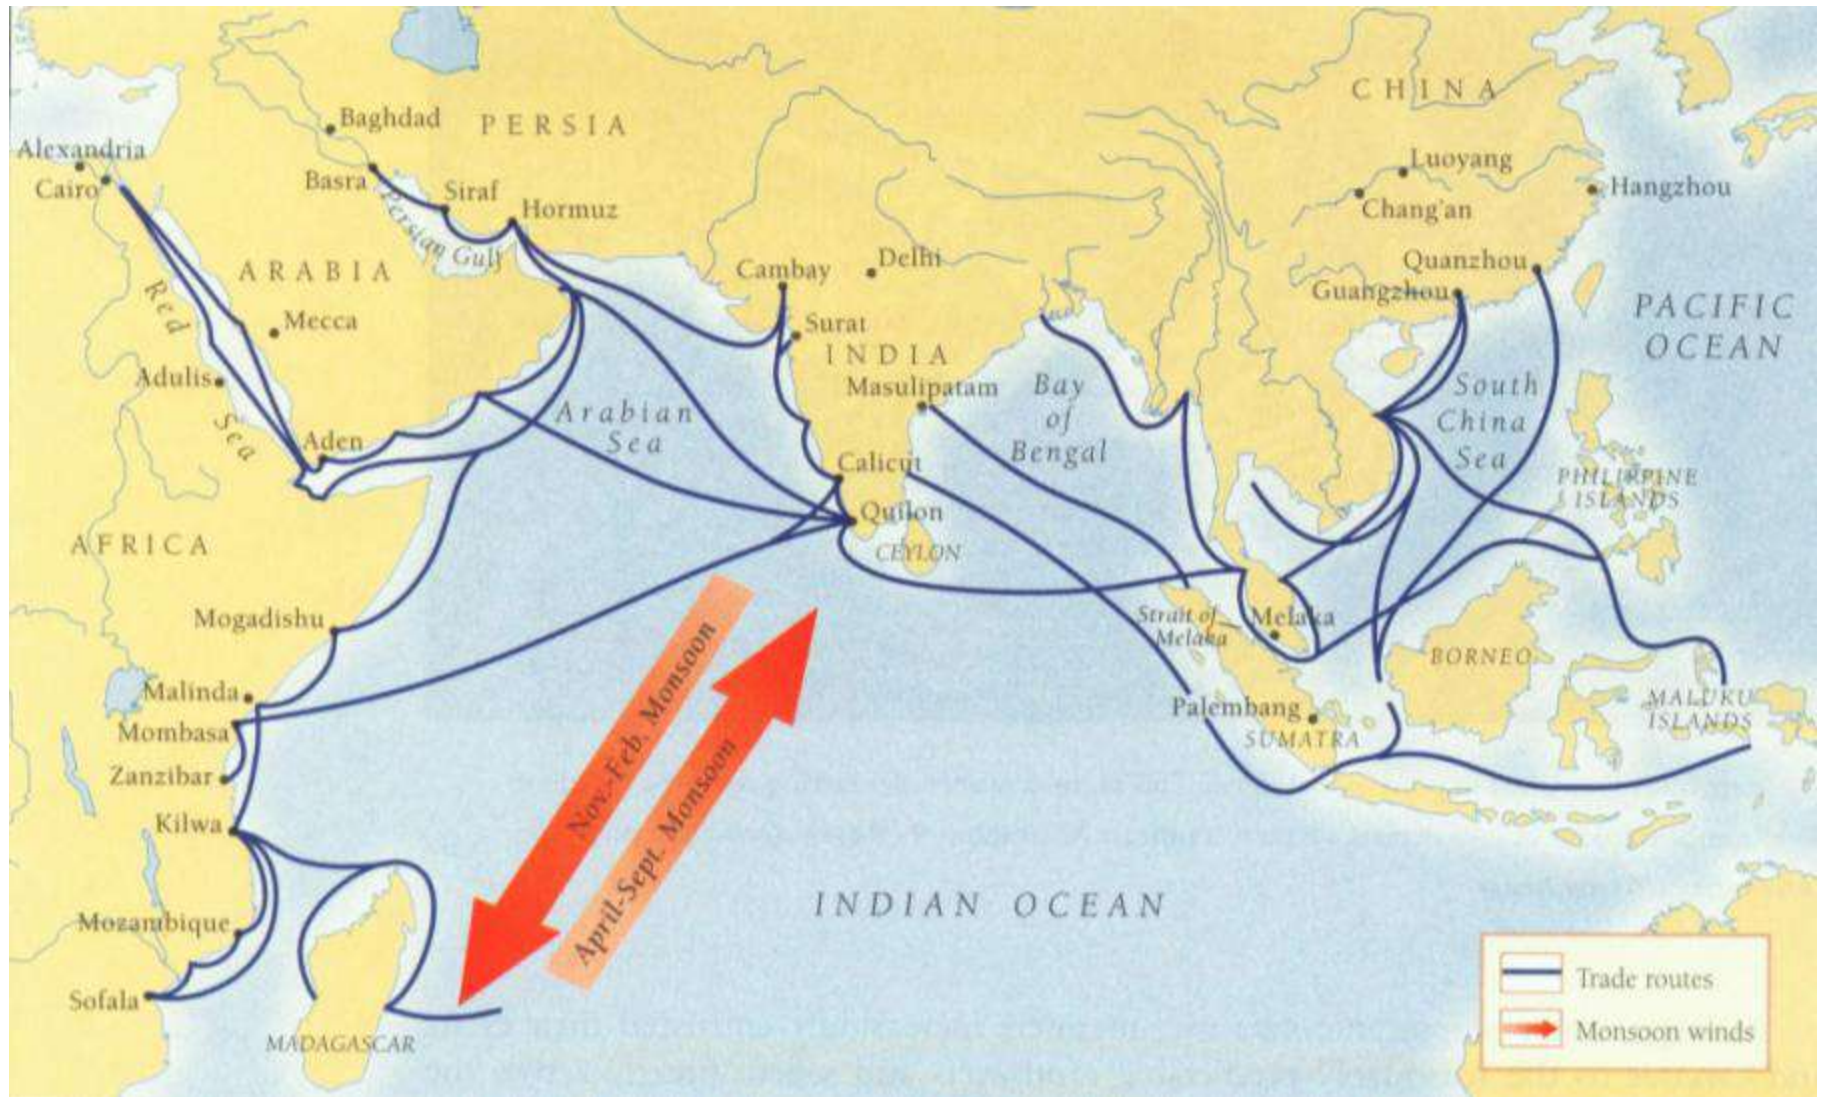 CHINA
Baghdad
PERSIA
Alexandria
Luoyang
Basra
Siraf
Cairo
Hangzhou
Hormuz
Chang'an
Persian Gulf
ARABIA
Cambay
Delhi
Quanzhou
Guangzhou
PACIFIC
OCEAN
Red
Sea
Mecca
Surat
INDIA
Adulis
Masulipatam
Bay
of
Bengal
South
China
Sea
Arabian
Sea
Aden
Calicut
PHILIPPINE
ISLANDS
Quilon
AFRICA
CEYLON
Mogadishu
Strait of
Melaka
Melaka
BORNEO
Malinda
MALUKU
ISLANDS
Palembang
Mombasa
SUMATRA
Zanzibar
Nov.-Feb. Monsoon
April-Sept. Monsoon
Kilwa
INDIAN OCEAN
Mozambique
Sofala
MADAGASCAR
Trade routes
Monsoon winds